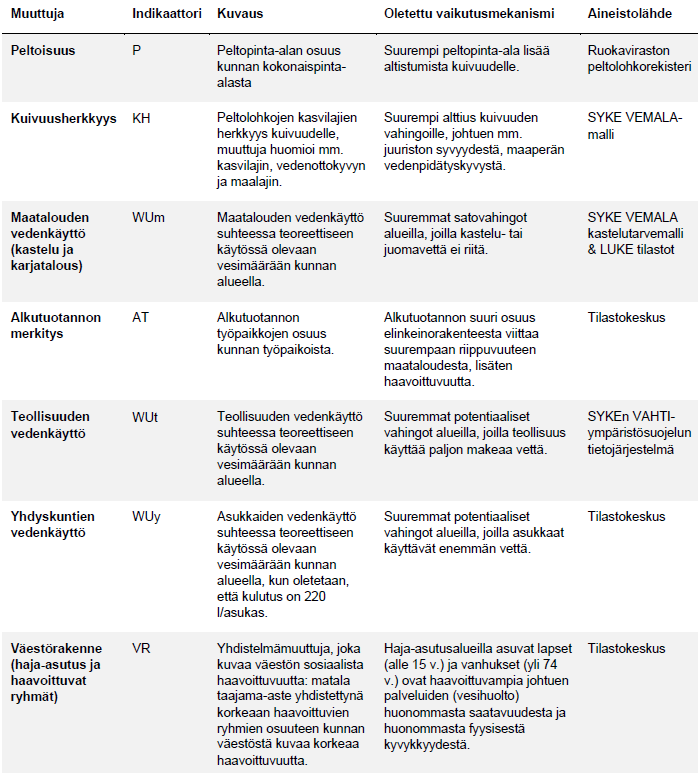 Muuttuja Indikaattori Kuvaus Oletettu vaikutusmekanismi Aineistolähde
Peltoisuus P Peltopinta-alan osuus Suurempi peltopinta-ala lisää Ruokaviraston
kunnan kokonaispinta- altistumista kuivuudelle. peltolohkorekisteri
alasta
Kuivuusherkkyys KH Peltolohkojen kasvilajien Suurempi alttius kuivuuden SYKE VEMALA-
herkkyys kuivuudelle, vahingoille, johtuen mm. malli
muuttuja huomioi mm. juuriston syvyydestä, maaperän
kasvilajin, vedenottokyvyn vedenpidätyskyvystä.
ja maalajin.
Maatalouden WUm Maatalouden vedenkäyttö Suuremmat satovahingot SYKE VEMALA
vedenkäyttö suhteessa teoreettiseen alueilla, joilla kastelu- tai kastelutarvemalli
(kastelu ja käytössä olevaan juomavettä ei riitä. & LUKE tilastot
karjatalous) vesimäärään kunnan
alueella.
Alkutuotannon AT Alkutuotannon Alkutuotannon suuri osuus Tilastokeskus
merkitys työpaikkojen osuus elinkeinorakenteesta viittaa
kunnan työpaikoista. suurempaan riippuvuuteen
maataloudesta, lisäten
haavoittuvuutta.
Teollisuuden WUt Teollisuuden vedenkäyttö Suuremmat potentiaaliset SYKEn VAHTI-
vedenkäyttö suhteessa teoreettiseen vahingot alueilla, joilla teollisuus ympäristösuojelun
käytössä olevaan käyttää paljon makeaa vettä. tietojärjestelmä
vesimäärään kunnan
alueella.
Yhdyskuntien WUy Asukkaiden vedenkäyttö Suuremmat potentiaaliset Tilastokeskus
vedenkäyttö suhteessa teoreettiseen vahingot alueilla, joilla asukkaat
käytössä olevaan käyttävät enemmän vettä.
vesimäärään kunnan
alueella, kun oletetaan,
että kulutus on 220
l/asukas.
Väestörakenne VR Yhdistelmämuuttuja, joka Haja-asutusalueilla asuvat lapset Tilastokeskus
(haja-asutus ja kuvaa väestön sosiaalista (alle 15 v.) ja vanhukset (yli 74
haavoittuvat haavoittuvuutta: matala v.) ovat haavoittuvampia johtuen
ryhmät) taajama-aste yhdistettynä palveluiden (vesihuolto)
korkeaan haavoittuvien huonommasta saatavuudesta ja
ryhmien osuuteen kunnan huonommasta fyysisestä
väestöstä kuvaa korkeaa kyvykkyydestä.
haavoittuvuutta.